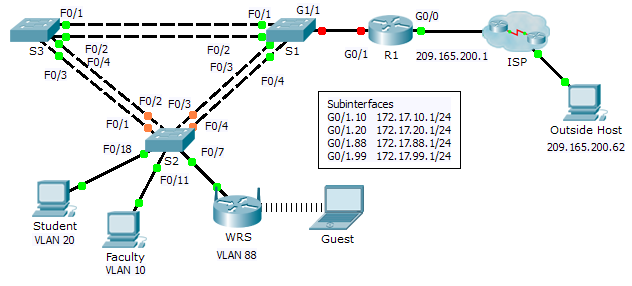 F0/1
F0/1
G1/1
G0/0
S3
S1
G0/1
R1
209.165.200.1
ISP
F0/2
F0/4
F0/3
F0/2
F0/3
F0/4
F0/2
F0/1
F0/3
F0/4
S2
F0/18
F0/7
F0/11
Subinterfaces
G0/1.10 172.17.10.1/24
G0/1.20 172.17.20.1/24
G0/1.88 172.17.88.1/24
G0/1.99 172.17.99.1/24
Outside Host
209.165.200.62
Student
VLAN 20
Faculty
VLAN 10
WRS
VLAN 88
Guest